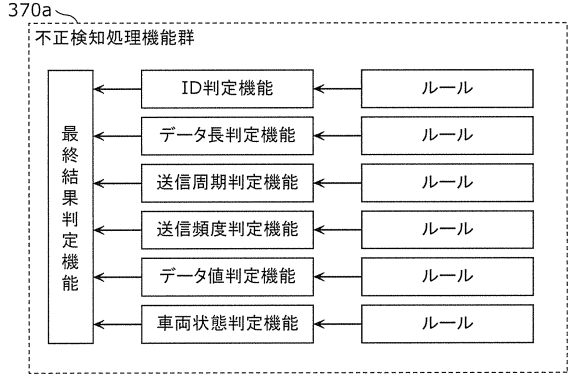 370a
不正検知処理機能群
最終結果判定機能
ID判定機能
ルール
データ長判定機能
ルール
送信周期判定機能
ルール
送信頻度判定機能
ルール
データ値判定機能
ルール
車両状態判定機能
ルール